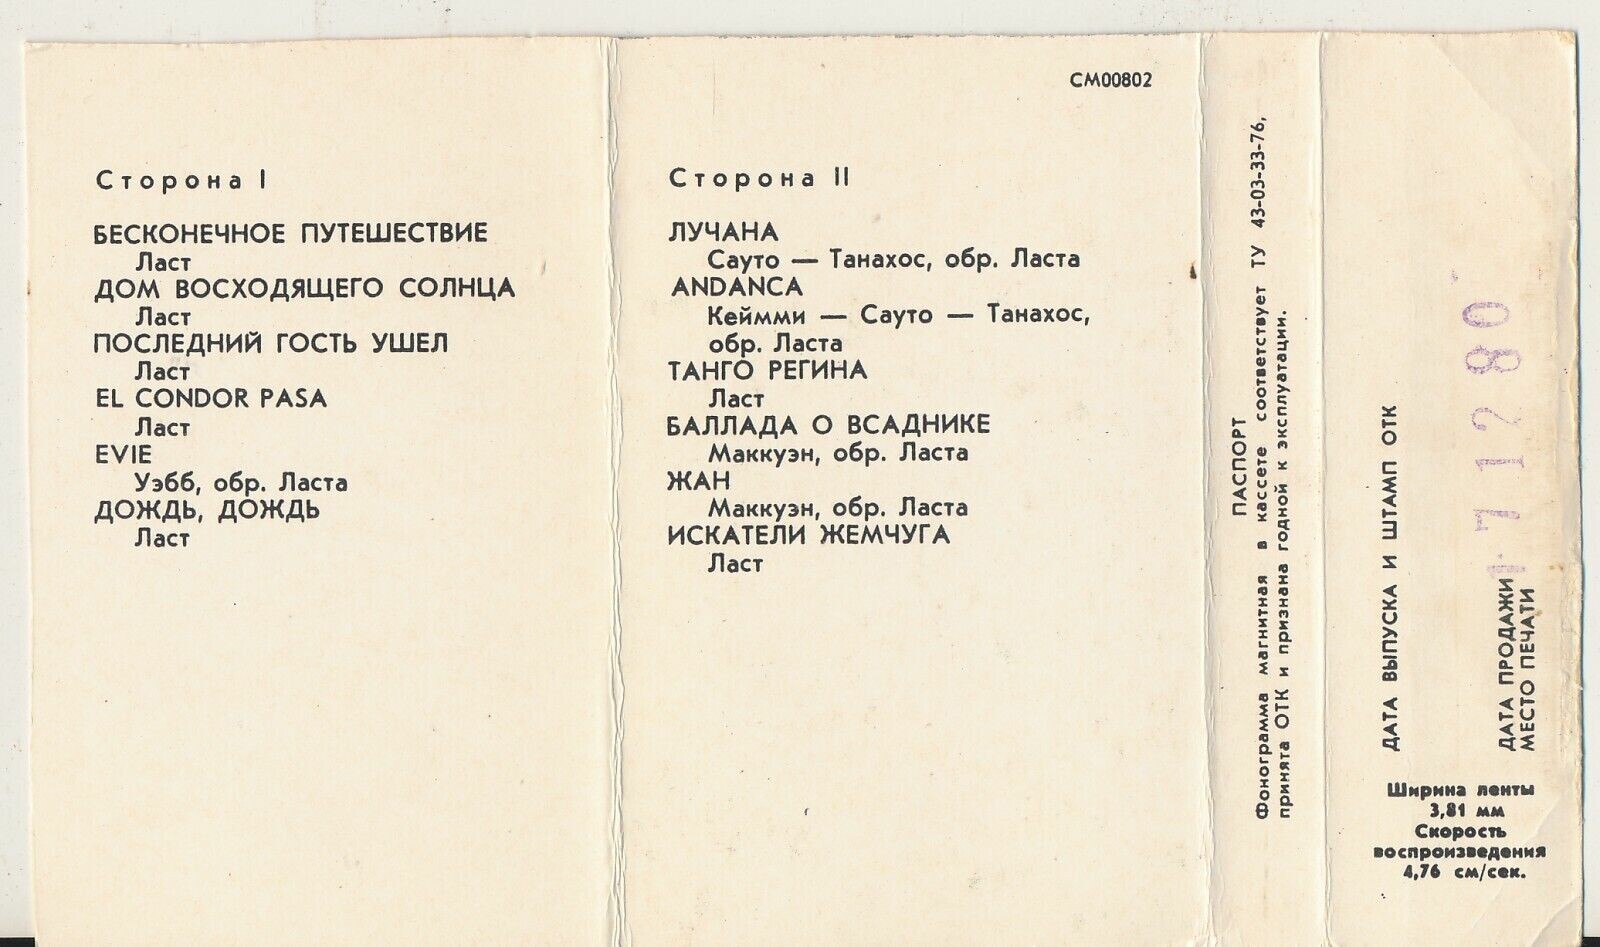 Сторона I
БЕСКОНЕЧНОЕ ПУТЕШЕСТВИЕ
Ласт
ДОМ ВОСХОДЯЩЕГО СОЛНЦА
Ласт
ПОСЛЕДНИЙ ГОСТЬ УШЕЛ
Ласт
EL CONDOR PASA
Ласт
EVIE
Уэбб, обр. Ласта
ДОЖДЬ, ДОЖДЬ
Ласт
СМ00802
Сторона II
ЛУЧАНА
Сауто — Танахос, обр. Ласта
ANDANCA
Кеймми — Сауто — Танахос,
обр. Ласта
ТАНГО РЕГИНА
Ласт
БАЛЛАДА О ВСАДНИКЕ
Маккуэн, обр. Ласта
ЖАН
Маккуэн, обр. Ласта
ИСКАТЕЛИ ЖЕМЧУГА
Ласт
ПАСПОРТ
Фонограмма магнитная в кассете соответствует ТУ 43-03-33-76,
принята ОТК и признана годной к эксплуатации.
ДАТА ВЫПУСКА И ШТАМП ОТК
17 12 80
ДАТА ПРОДАЖИ
МЕСТО ПЕЧАТИ
Ширина ленты
3,81 мм
Скорость
воспроизведения
4,76 см/сек.